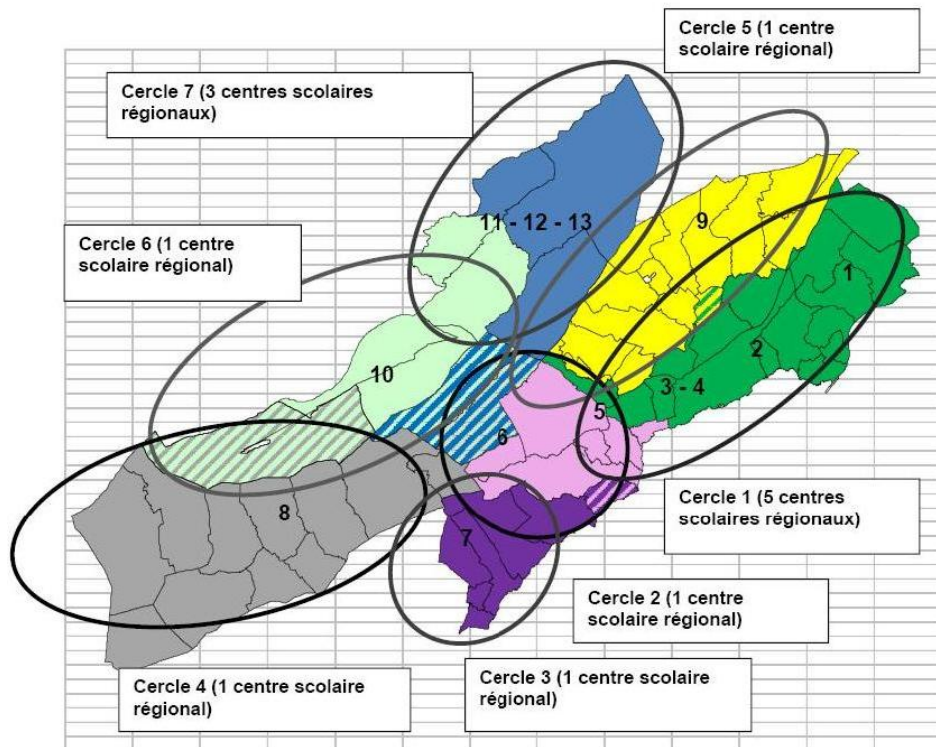 Cercle 5 (1 centre
scolaire régional)
Cercle 7 (3 centres scolaires
régionaux)
11 - 12 - 13
9
Cercle 6 (1 centre
scolaire régional)
1
2
10
3 - 4
5
6
8
7
Cercle 1 (5 centres
scolaires régionaux)
Cercle 2 (1 centre
scolaire régional)
Cercle 3 (1 centre scolaire
régional)
Cercle 4 (1 centre scolaire
régional)